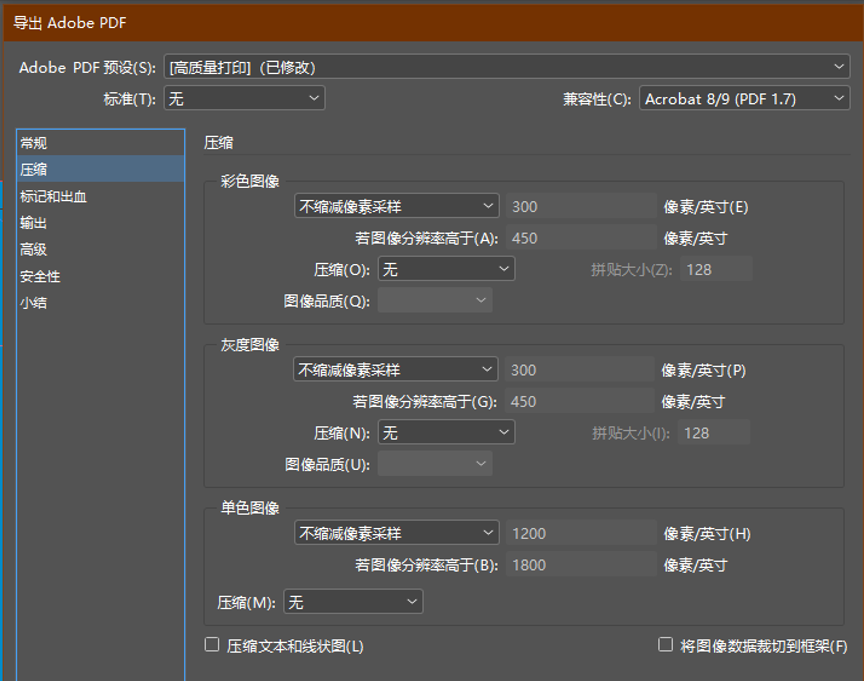 导出 Adobe PDF
Adobe PDF 预设(S): [高质量打印]（已修改）
标准(T): 无 兼容性(C): Acrobat 8/9 (PDF 1.7)
常规
压缩
标记和出血
输出
高级
安全性
小结
压缩
彩色图像
不缩减像素采样 300 像素/英寸(E)
若图像分辨率高于(A): 450 像素/英寸
压缩(O): 无 拼贴大小(Z): 128
图像品质(Q):
灰度图像
不缩减像素采样 300 像素/英寸(P)
若图像分辨率高于(G): 450 像素/英寸
压缩(N): 无 拼贴大小(I): 128
图像品质(U):
单色图像
不缩减像素采样 1200 像素/英寸(H)
若图像分辨率高于(B): 1800 像素/英寸
压缩(M): 无
压缩文本和线状图(L) 将图像数据裁切到框架(F)